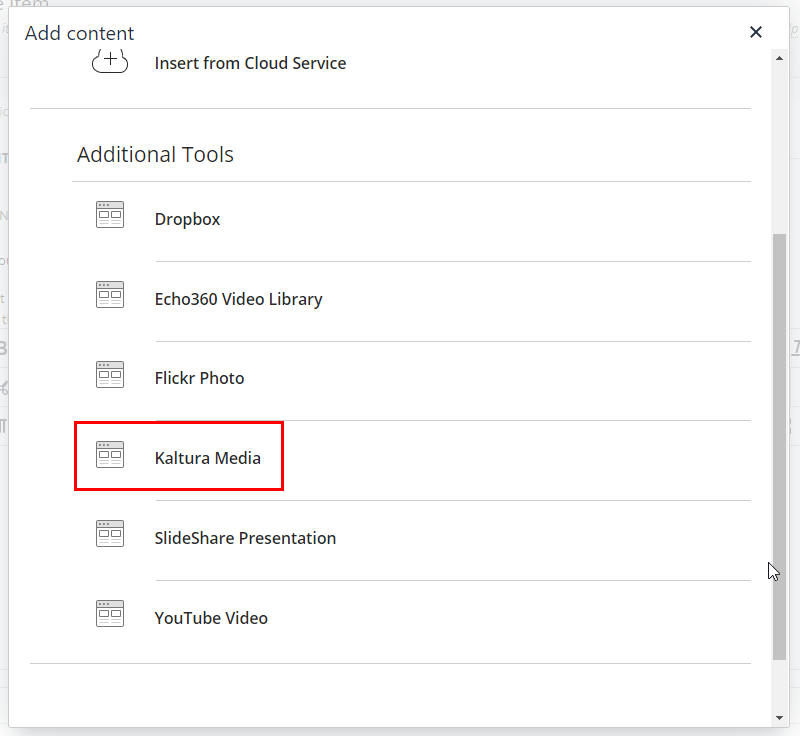 Add content
Insert from Cloud Service
Additional Tools
Dropbox
Echo360 Video Library
Flickr Photo
Kaltura Media
SlideShare Presentation
YouTube Video